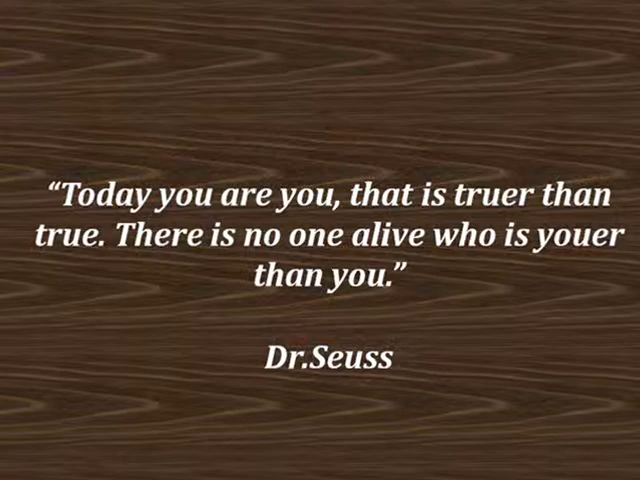 “Today you are you, that is truer than
true. There is no one alive who is youer
than you.”
Dr.Seuss